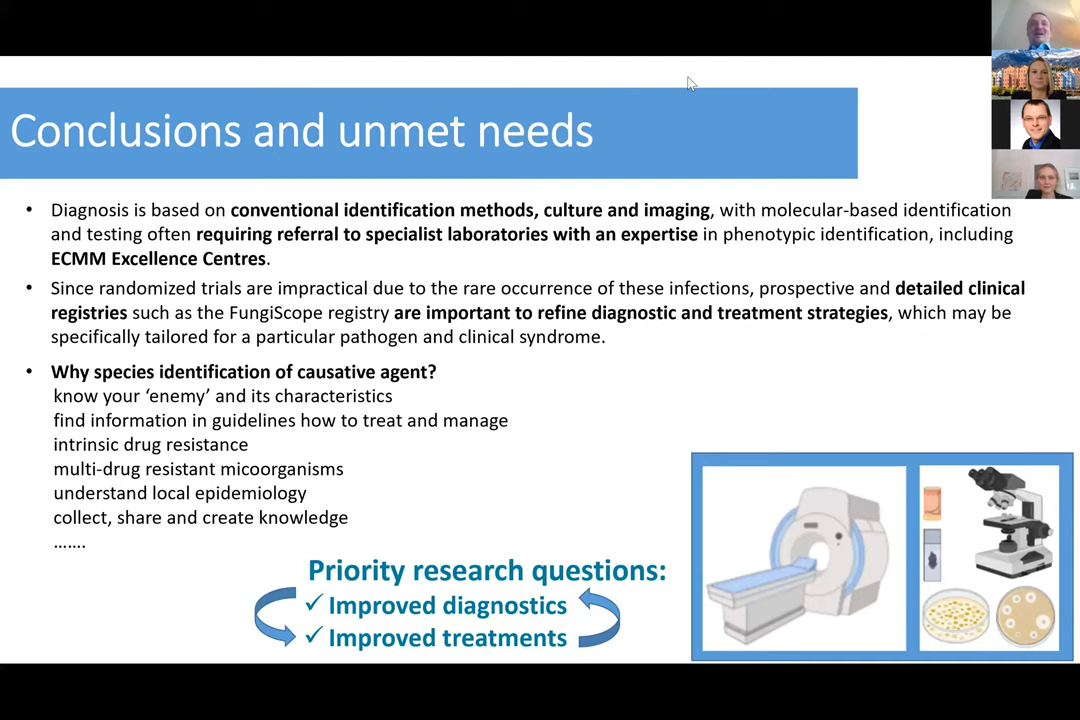 Conclusions and unmet needs
• Diagnosis is based on conventional identification methods, culture and imaging, with molecular-based identification
and testing often requiring referral to specialist laboratories with an expertise in phenotypic identification, including
ECMM Excellence Centres.
• Since randomized trials are impractical due to the rare occurrence of these infections, prospective and detailed clinical
registries such as the FungiScope registry are important to refine diagnostic and treatment strategies, which may be
specifically tailored for a particular pathogen and clinical syndrome.
• Why species identification of causative agent?
know your ‘enemy’ and its characteristics
find information in guidelines how to treat and manage
intrinsic drug resistance
multi-drug resistant micoorganisms
understand local epidemiology
collect, share and create knowledge
…….
Priority research questions:
✓ Improved diagnostics
✓ Improved treatments